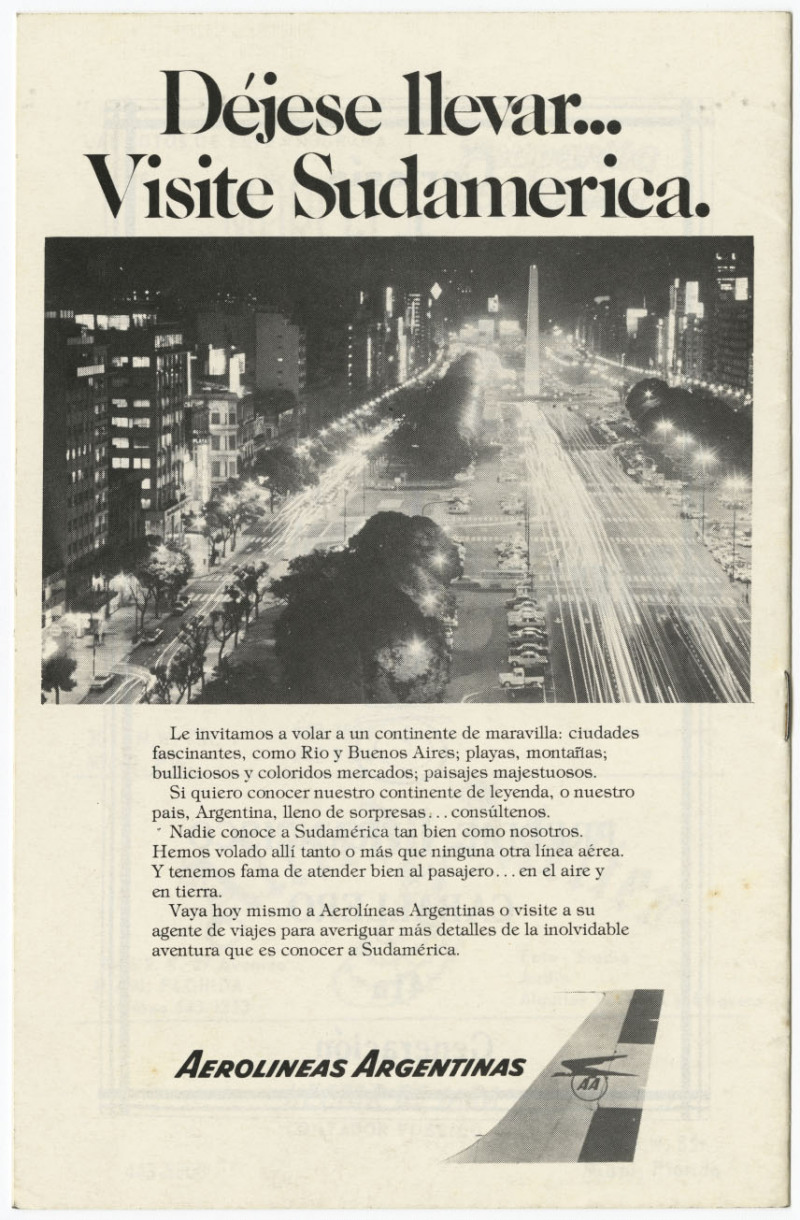 Déjese llevar...
Visite Sudamerica.
Le invitamos a volar a un continente de maravilla: ciudades
fascinantes, como Rio y Buenos Aires; playas, montañas;
bulliciosos y coloridos mercados; paisajes majestuosos.
Si quiero conocer nuestro continente de leyenda, o nuestro
pais, Argentina, lleno de sorpresas... consúltenos.
Nadie conoce a Sudamérica tan bien como nosotros.
Hemos volado allí tanto o más que ninguna otra línea aérea.
Y tenemos fama de atender bien al pasajero... en el aire y
en tierra.
Vaya hoy mismo a Aerolíneas Argentinas o visite a su
agente de viajes para averiguar más detalles de la inolvidable
aventura que es conocer a Sudamérica.
AEROLINEAS ARGENTINAS
AA